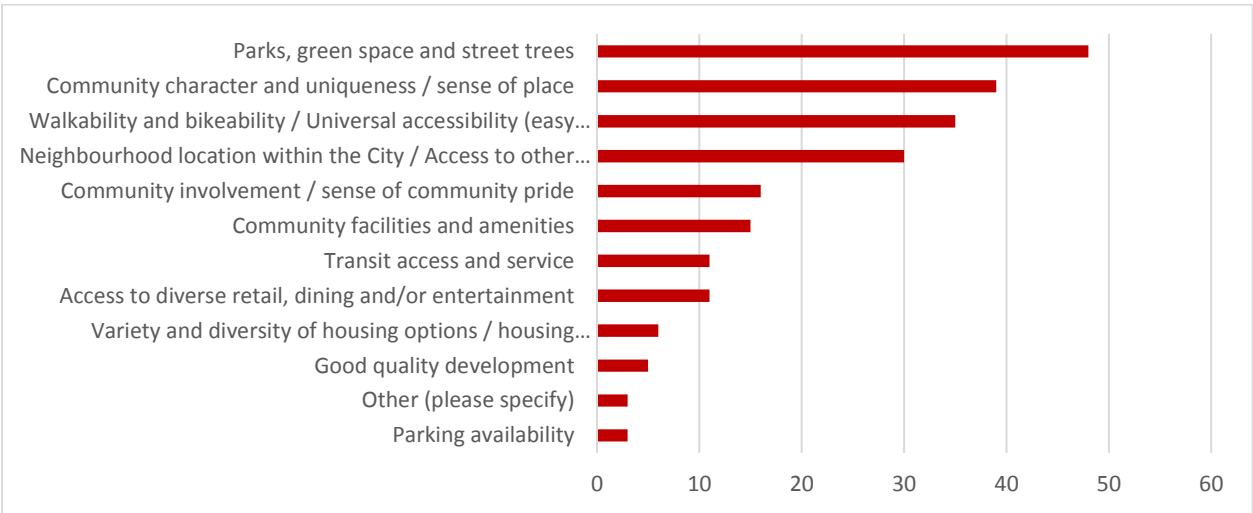 Parks, green space and street trees
Community character and uniqueness / sense of place
Walkability and bikeability / Universal accessibility (easy...
Neighbourhood location within the City / Access to other...
Community involvement / sense of community pride
Community facilities and amenities
Transit access and service
Access to diverse retail, dining and/or entertainment
Variety and diversity of housing options / housing...
Good quality development
Other (please specify)
Parking availability
0 10 20 30 40 50 60